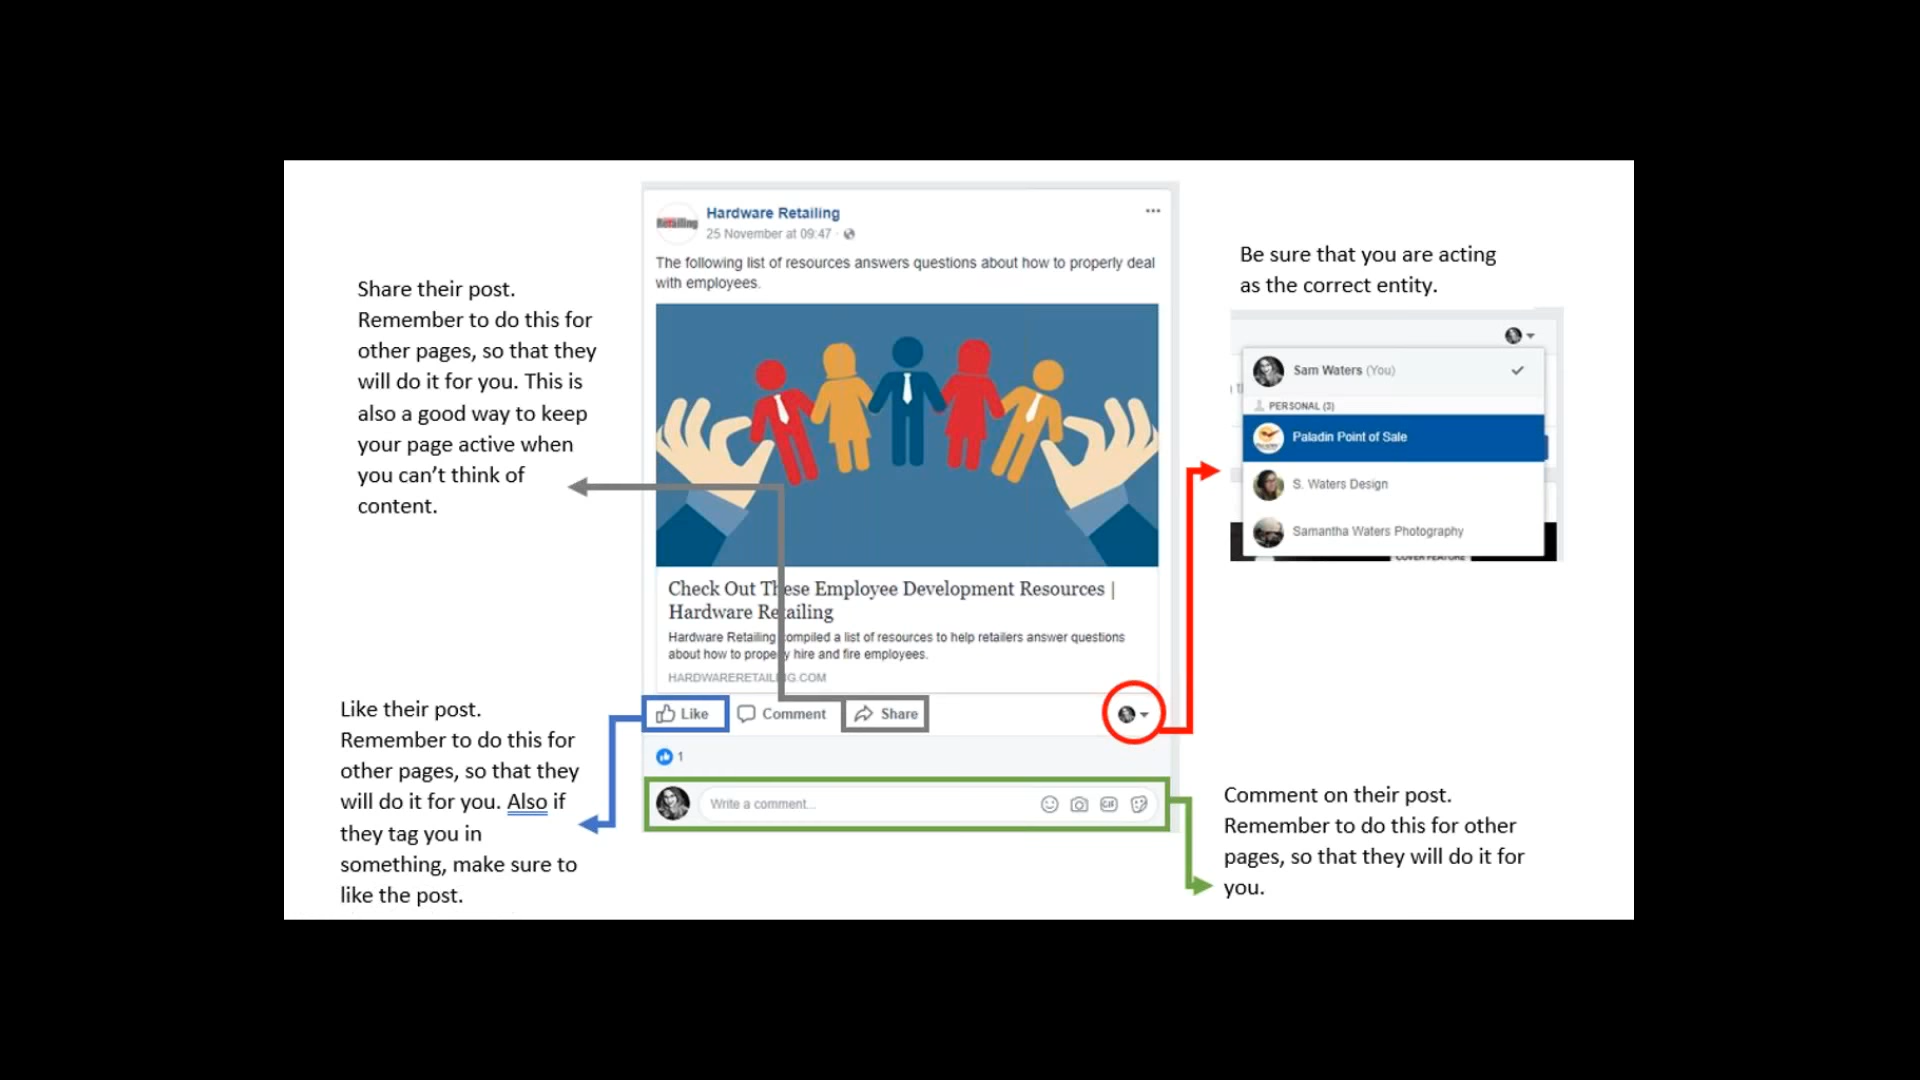 Hardware Retailing
25 November at 09:47 ·
The following list of resources answers questions about how to properly deal
with employees.
Retailing
Check Out These Employee Development Resources |
Hardware Retailing
Hardware Retailing compiled a list of resources to help retailers answer questions
about how to properly hire and fire employees.
HARDWARERETAILING.COM
Like
Comment
Share
1
Write a comment...
GIF
Share their post.
Remember to do this for
other pages, so that they
will do it for you. This is
also a good way to keep
your page active when
you can’t think of
content.
Like their post.
Remember to do this for
other pages, so that they
will do it for you. Also if
they tag you in
something, make sure to
like the post.
Be sure that you are acting
as the correct entity.
Sam Waters (You)
PERSONAL (3)
Paladin Point of Sale
S. Waters Design
Samantha Waters Photography
COVER FEATURE
Comment on their post.
Remember to do this for other
pages, so that they will do it for
you.